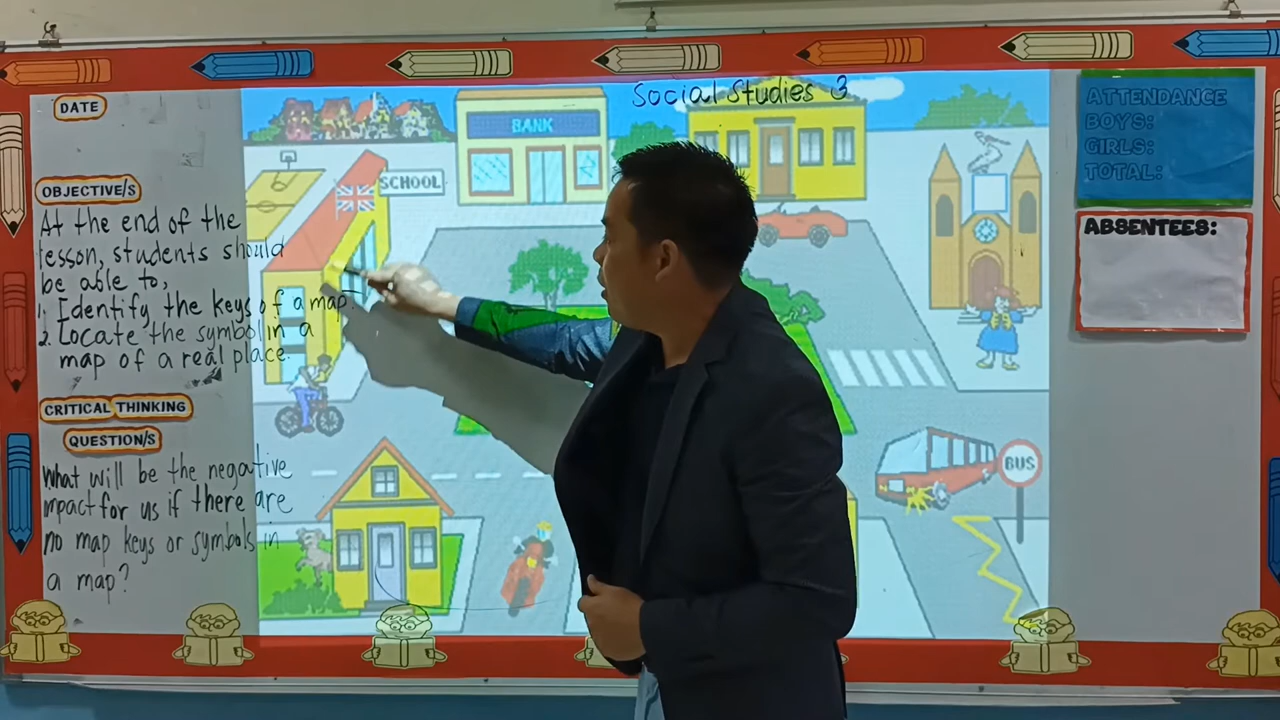 Social Studies 3
DATE
OBJECTIVE/S
At the end of the
lesson, students should
be able to,
1. Identify the keys of a map.
2. Locate the symbol in a
map of a real place.
CRITICAL THINKING
QUESTION/S
What will be the negative
mpact for us if there are
no map keys or symbols in
a map?
BANK
SCHOOL
BUS
ATTENDANCE
BOYS:
GIRLS:
TOTAL:
ABSENTEES: